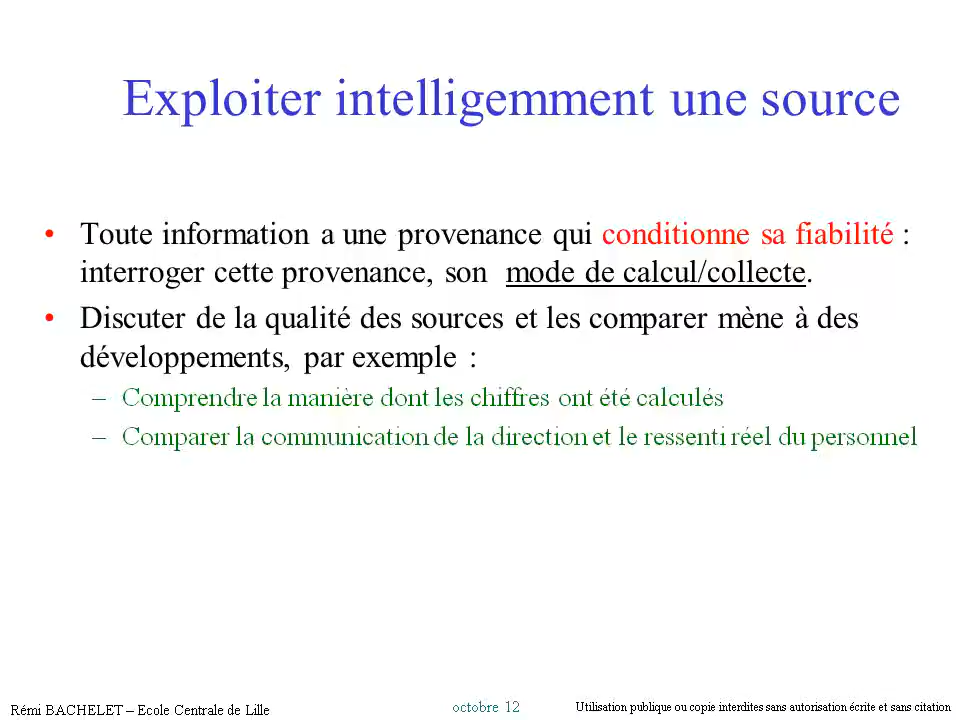 Exploiter intelligemment une source
• Toute information a une provenance qui conditionne sa fiabilité :
interroger cette provenance, son mode de calcul/collecte.
• Discuter de la qualité des sources et les comparer mène à des
développements, par exemple :
– Comprendre la manière dont les chiffres ont été calculés
– Comparer la communication de la direction et le ressenti réel du personnel
Rémi BACHELET – Ecole Centrale de Lille
octobre 12
Utilisation publique ou copie interdites sans autorisation écrite et sans citation